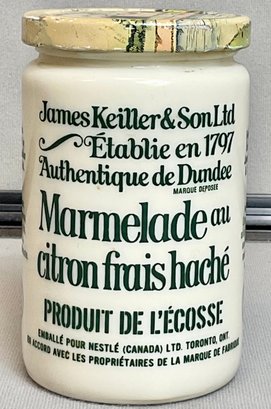 James Keiller & Son Ltd
Établie en 1797
Authentique de Dundee
MARQUE DEPOSÉE
Marmelade au
citron frais haché
PRODUIT DE L'ÉCOSSE
EMBALLÉ POUR NESTLÉ (CANADA) LTD. TORONTO, ONT.
EN ACCORD AVEC LES PROPRIÉTAIRES DE LA MARQUE DE FABRIQUE